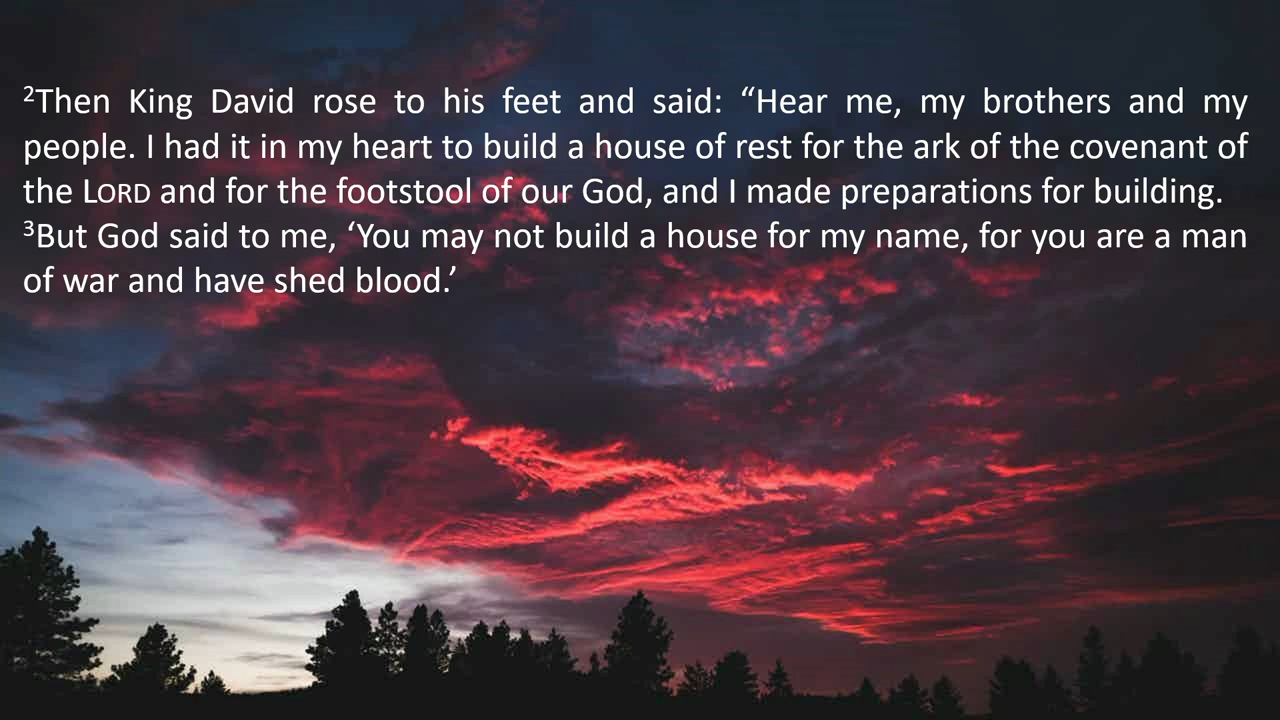 ²Then King David rose to his feet and said: “Hear me, my brothers and my
people. I had it in my heart to build a house of rest for the ark of the covenant of
the LORD and for the footstool of our God, and I made preparations for building.
³But God said to me, ‘You may not build a house for my name, for you are a man
of war and have shed blood.’